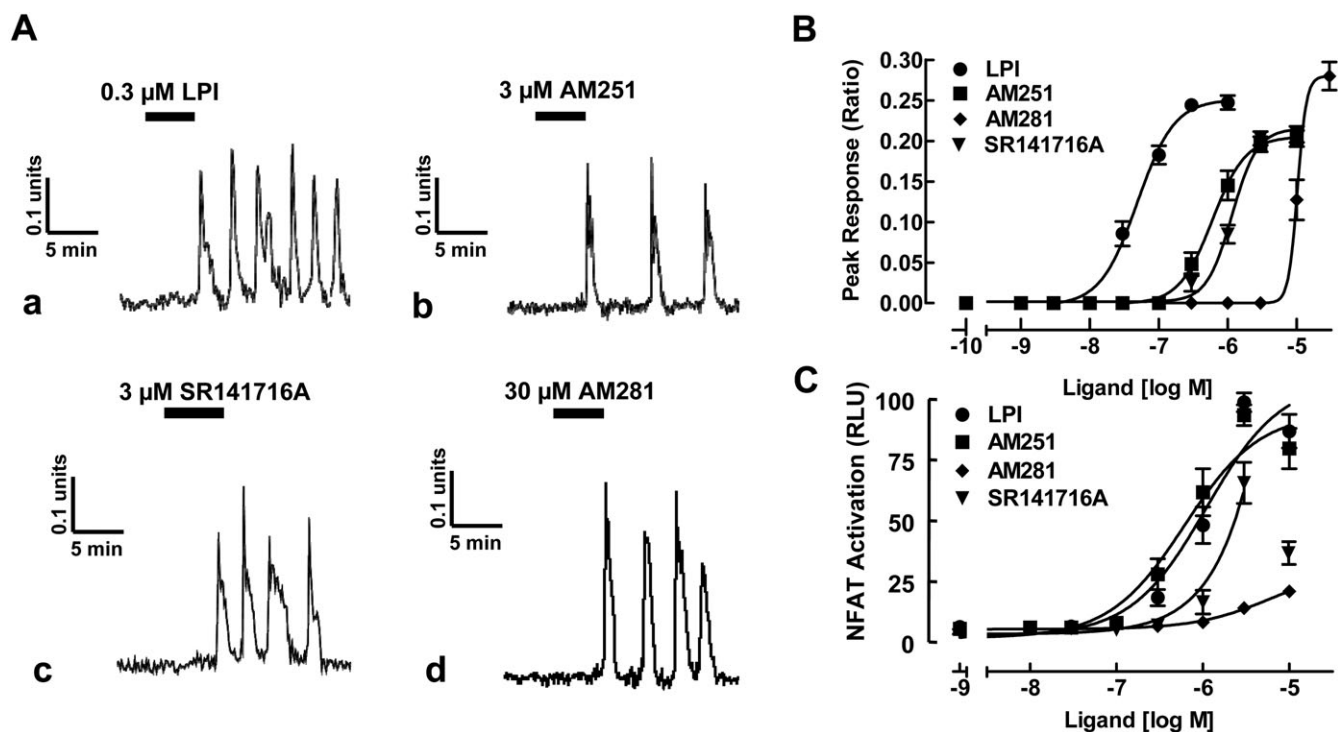 A
0.3 µM LPI
0.1 units
5 min
a
3 µM AM251
0.1 units
5 min
b
3 µM SR141716A
0.1 units
5 min
c
30 µM AM281
0.1 units
5 min
d
B
Peak Response (Ratio)
0.30
0.25
0.20
0.15
0.10
0.05
0.00
LPI
AM251
AM281
SR141716A
-10 -9 -8 -7 -6 -5
Ligand [log M]
C
NFAT Activation (RLU)
100
75
50
25
0
LPI
AM251
AM281
SR141716A
-9 -8 -7 -6 -5
Ligand [log M]